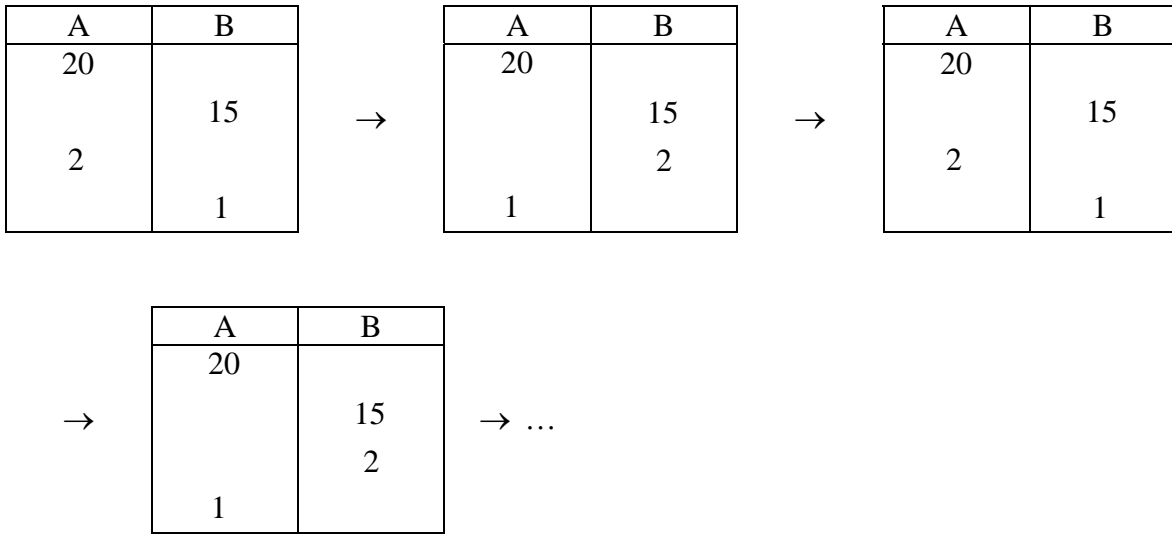 A B A B A B
20 20 20
15 → 15 → 15
2 2 2
1 1 1
A B
20
→ 15 → ...
2
1